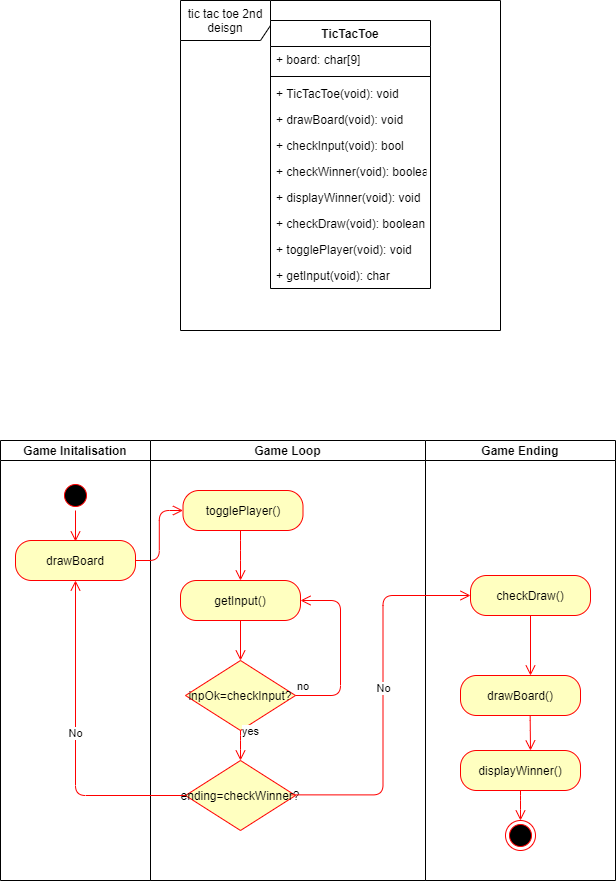 tic tac toe 2nd
deisgn
TicTacToe
+ board: char[9]
+ TicTacToe(void): void
+ drawBoard(void): void
+ checkInput(void): bool
+ checkWinner(void): boolea
+ displayWinner(void): void
+ checkDraw(void): boolean
+ togglePlayer(void): void
+ getInput(void): char
Game Initalisation
Game Loop
Game Ending
togglePlayer()
drawBoard
getInput()
checkDraw()
inpOk=checkInput?
no
No
drawBoard()
yes
No
displayWinner()
ending=checkWinner?